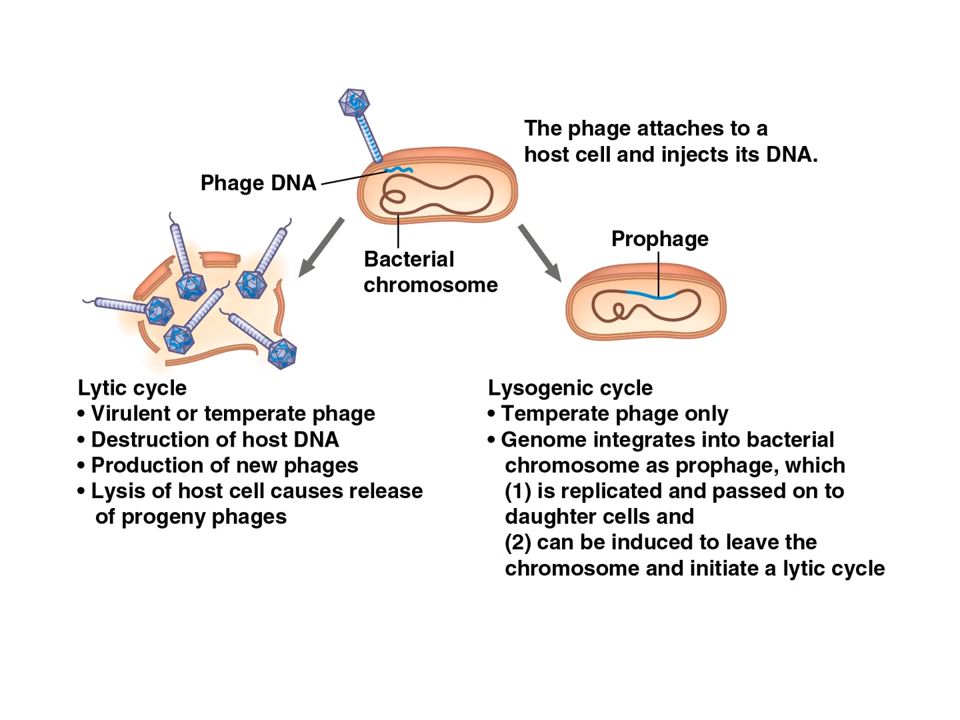 The phage attaches to a
host cell and injects its DNA.
Phage DNA
Bacterial
chromosome
Prophage
Lytic cycle
• Virulent or temperate phage
• Destruction of host DNA
• Production of new phages
• Lysis of host cell causes release
of progeny phages
Lysogenic cycle
• Temperate phage only
• Genome integrates into bacterial
chromosome as prophage, which
(1) is replicated and passed on to
daughter cells and
(2) can be induced to leave the
chromosome and initiate a lytic cycle